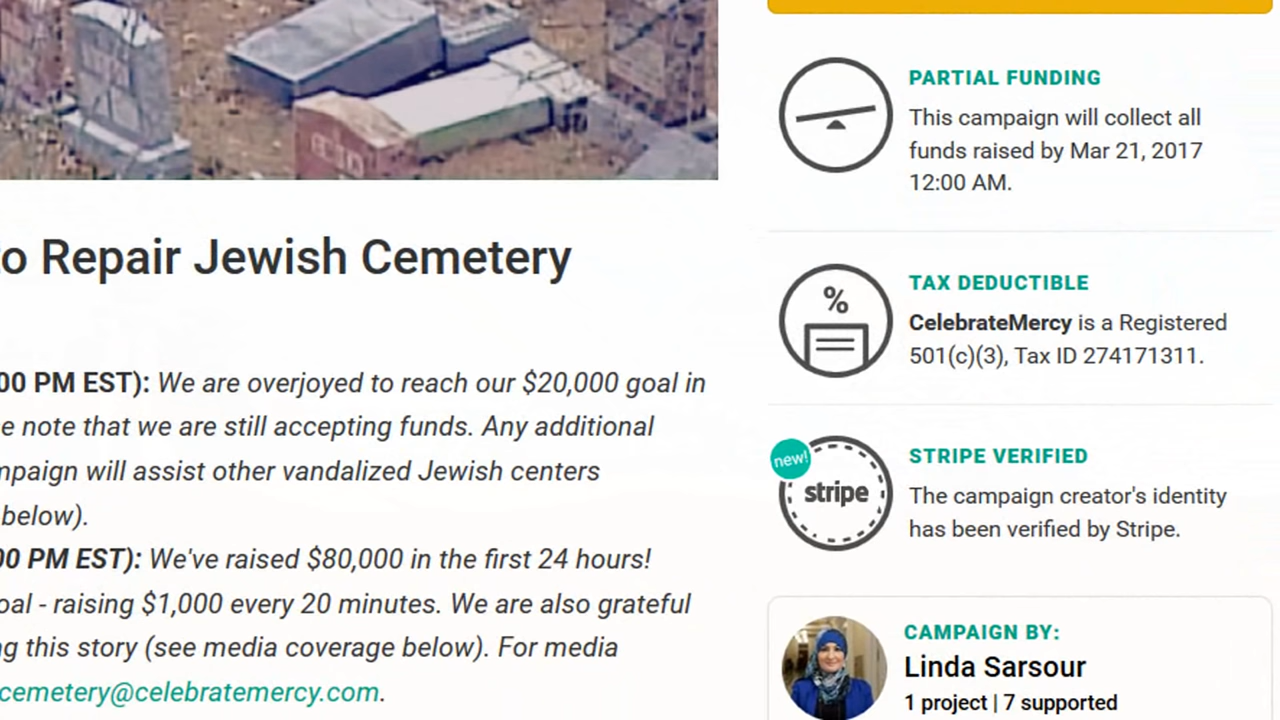 to Repair Jewish Cemetery
00 PM EST): We are overjoyed to reach our $20,000 goal in
e note that we are still accepting funds. Any additional
mpaign will assist other vandalized Jewish centers
below).
00 PM EST): We've raised $80,000 in the first 24 hours!
oal - raising $1,000 every 20 minutes. We are also grateful
ng this story (see media coverage below). For media
cemetery@celebratemercy.com.
PARTIAL FUNDING
This campaign will collect all
funds raised by Mar 21, 2017
12:00 AM.
%
TAX DEDUCTIBLE
CelebrateMercy is a Registered
501(c)(3), Tax ID 274171311.
new!
stripe
STRIPE VERIFIED
The campaign creator's identity
has been verified by Stripe.
CAMPAIGN BY:
Linda Sarsour
1 project | 7 supported